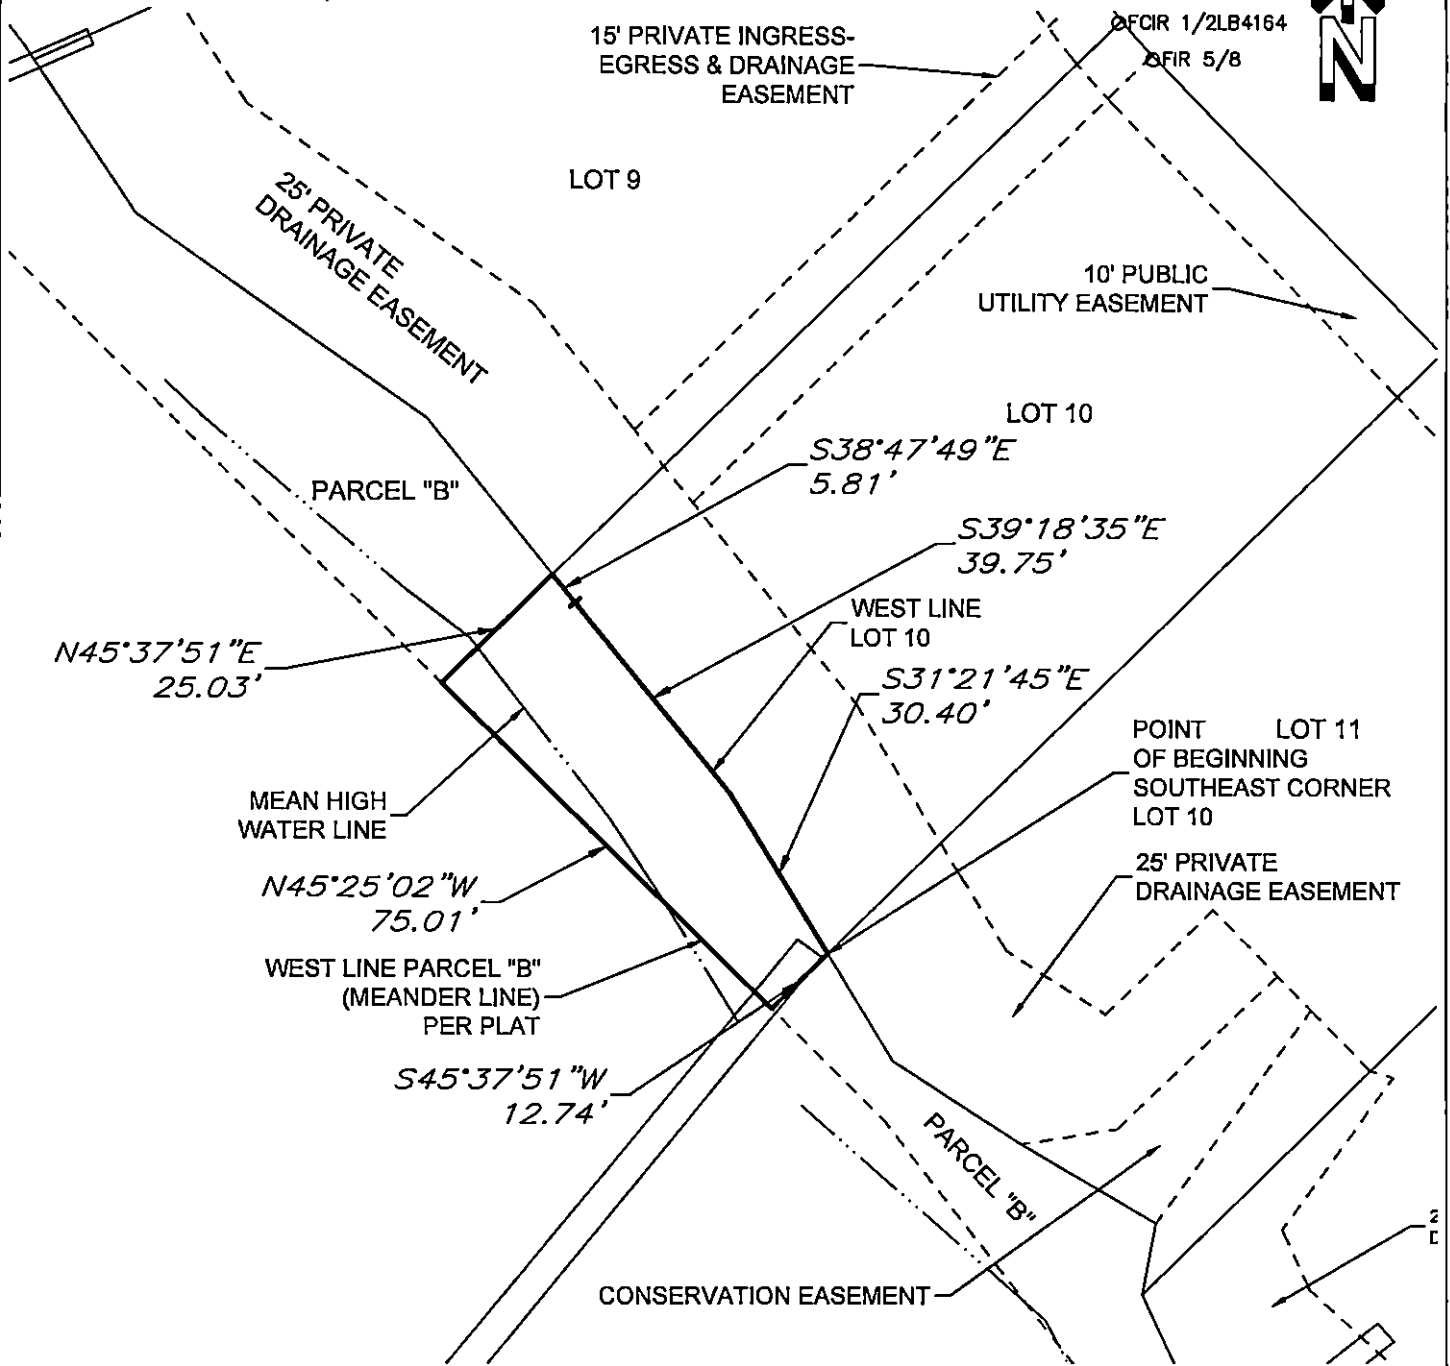 15' PRIVATE INGRESS-
EGRESS & DRAINAGE
EASEMENT
FCIR 1/2LB4164
FIR 5/8
N
LOT 9
25' PRIVATE
DRAINAGE EASEMENT
10' PUBLIC
UTILITY EASEMENT
LOT 10
S38°47'49"E
5.81'
PARCEL "B"
S39°18'35"E
39.75'
WEST LINE
LOT 10
N45°37'51"E
25.03'
S31°21'45"E
30.40'
POINT
OF BEGINNING
SOUTHEAST CORNER
LOT 10
LOT 11
MEAN HIGH
WATER LINE
25' PRIVATE
DRAINAGE EASEMENT
N45°25'02"W
75.01'
WEST LINE PARCEL "B"
(MEANDER LINE)
PER PLAT
S45°37'51"W
12.74'
PARCEL "B"
CONSERVATION EASEMENT